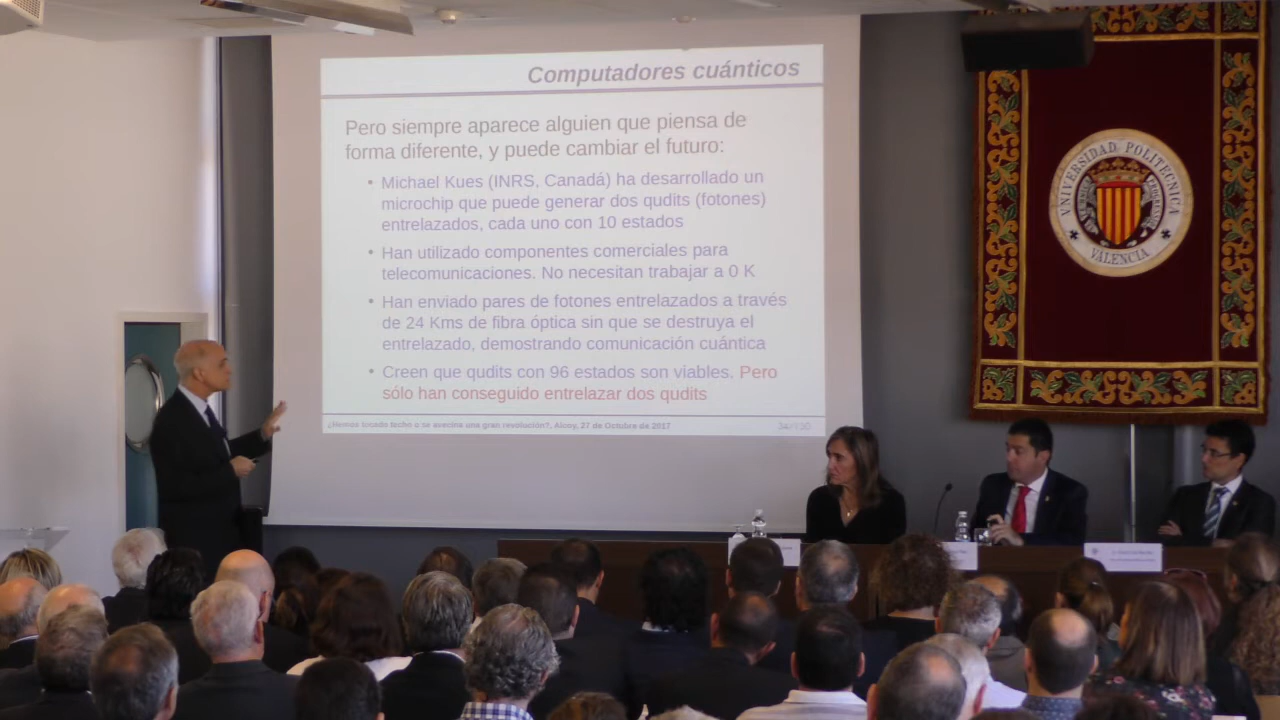 Computadores cuánticos
Pero siempre aparece alguien que piensa de
forma diferente, y puede cambiar el futuro:
• Michael Kues (INRS, Canadá) ha desarrollado un
microchip que puede generar dos qudits (fotones)
entrelazados, cada uno con 10 estados
• Han utilizado componentes comerciales para
telecomunicaciones. No necesitan trabajar a 0 K
• Han enviado pares de fotones entrelazados a través
de 24 Kms de fibra óptica sin que se destruya el
entrelazado, demostrando comunicación cuántica
• Creen que qudits con 96 estados son viables. Pero
sólo han conseguido entrelazar dos qudits
¿Hemos tocado techo o se avecina una gran revolución?, Alcoy, 27 de Octubre de 2017
VNIVERSIDAD POLITECNICA
VALENCIA